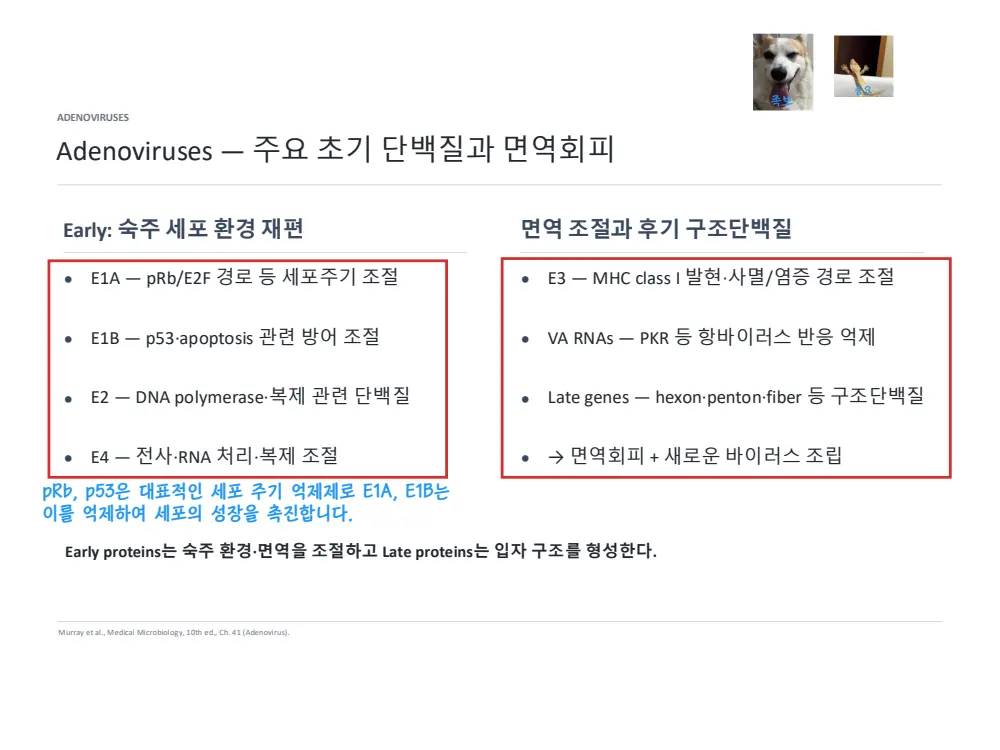 족보
중요
ADENOVIRUSES
Adenoviruses — 주요 초기 단백질과 면역회피
Early: 숙주 세포 환경 재편
• E1A — pRb/E2F 경로 등 세포주기 조절
• E1B — p53·apoptosis 관련 방어 조절
• E2 — DNA polymerase·복제 관련 단백질
• E4 — 전사·RNA 처리·복제 조절
pRb, p53은 대표적인 세포 주기 억제제로 E1A, E1B는
이를 억제하여 세포의 성장을 촉진합니다.
면역 조절과 후기 구조단백질
• E3 — MHC class I 발현·사멸/염증 경로 조절
• VA RNAs — PKR 등 항바이러스 반응 억제
• Late genes — hexon·penton·fiber 등 구조단백질
• → 면역회피 + 새로운 바이러스 조립
Early proteins는 숙주 환경·면역을 조절하고 Late proteins는 입자 구조를 형성한다.
Murray et al., Medical Microbiology, 10th ed., Ch. 41 (Adenovirus).